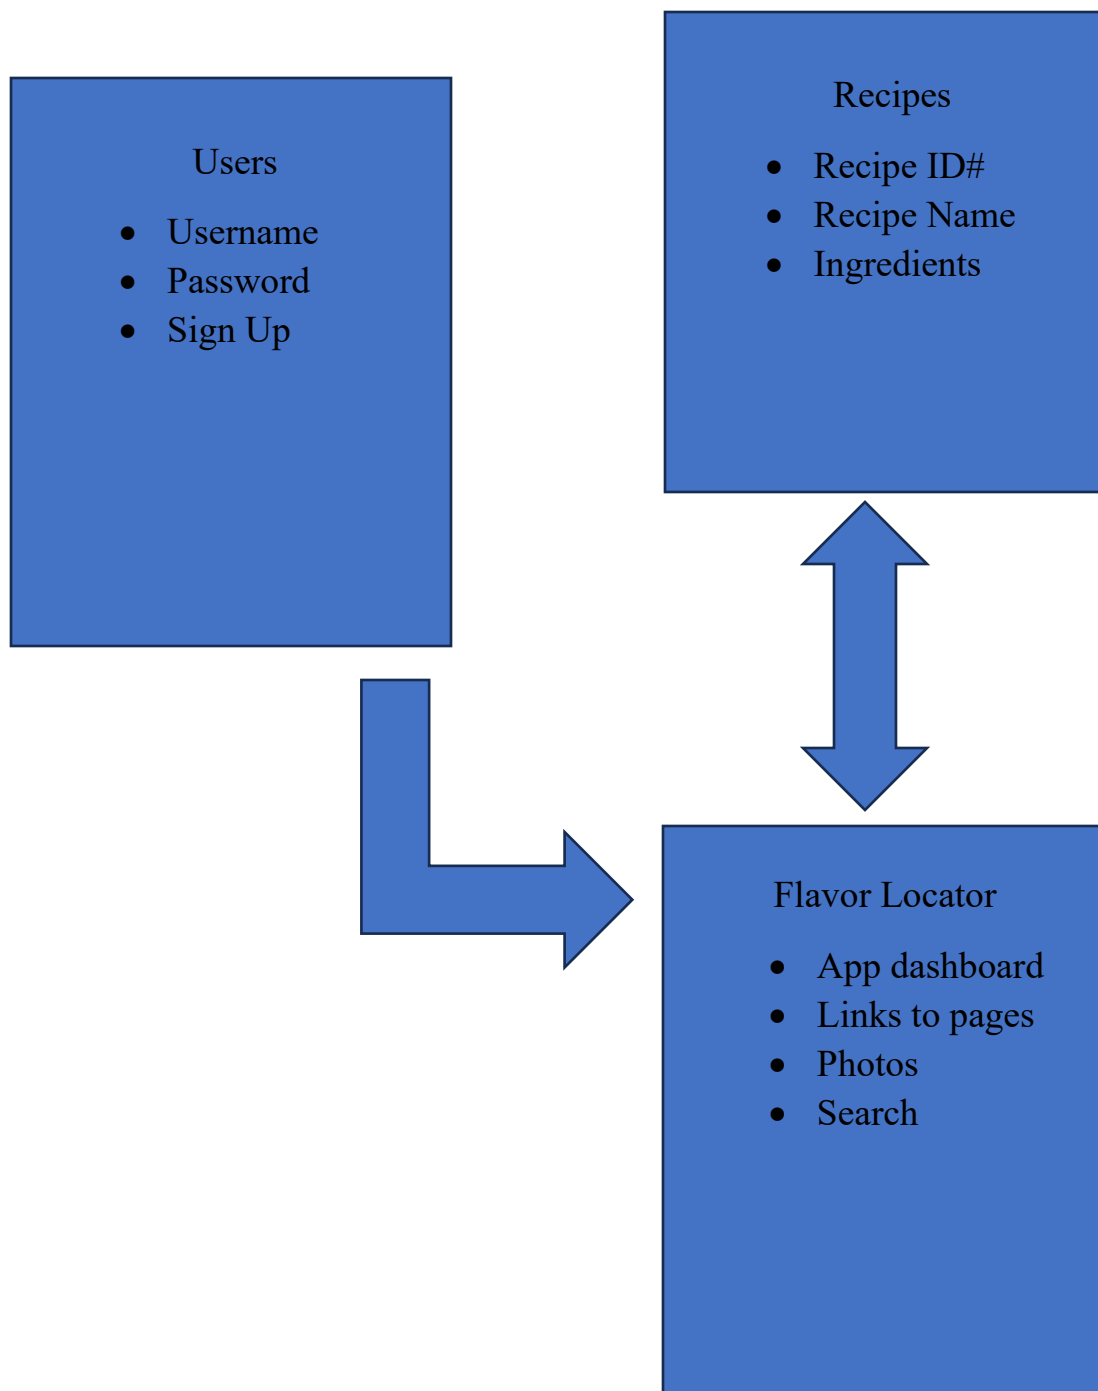 Users
• Username
• Password
• Sign Up
Recipes
• Recipe ID#
• Recipe Name
• Ingredients
Flavor Locator
• App dashboard
• Links to pages
• Photos
• Search